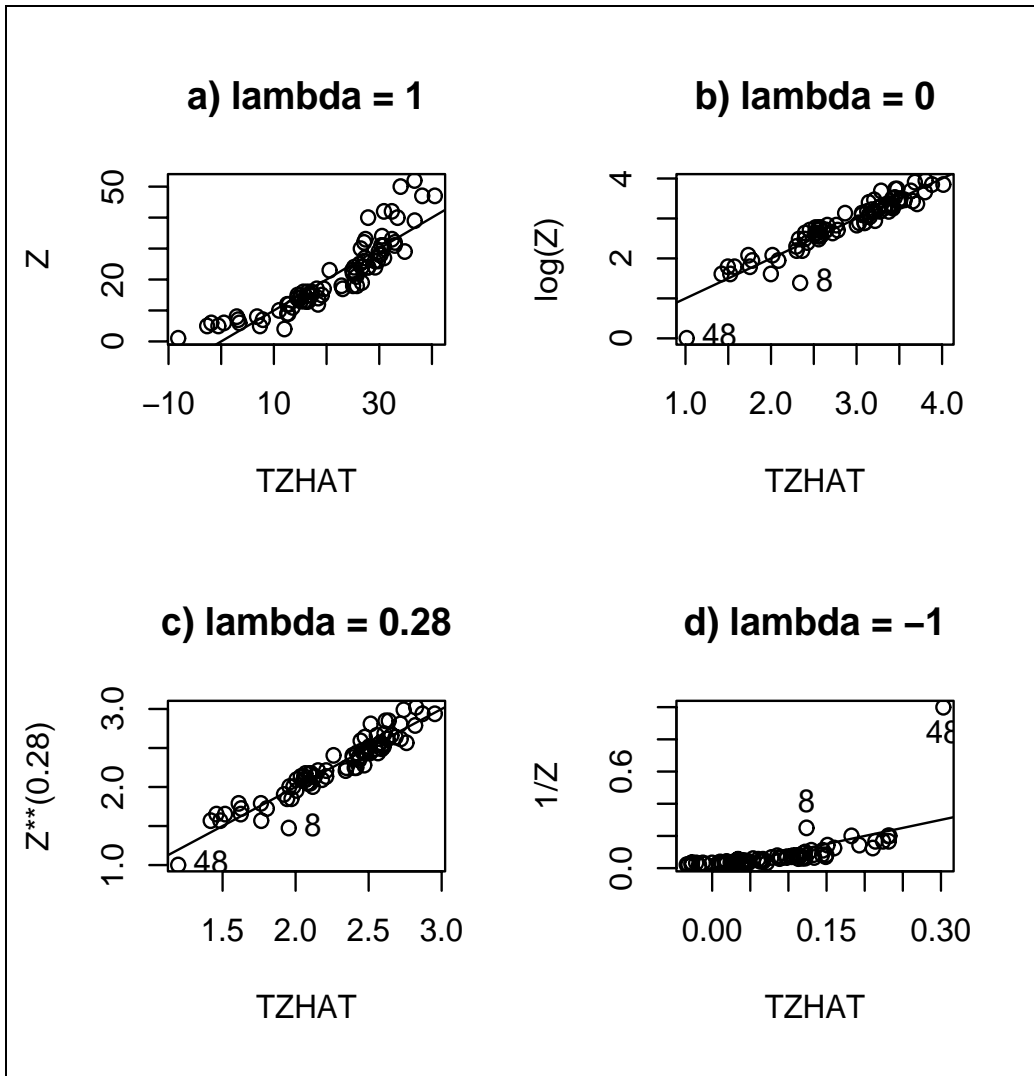 a) lambda = 1
Z
0 20 50
−10 10 30
TZHAT
b) lambda = 0
log(Z)
0 2 4
8
48
1.0 2.0 3.0 4.0
TZHAT
c) lambda = 0.28
Z**(0.28)
1.0 2.0 3.0
8
48
1.5 2.0 2.5 3.0
TZHAT
d) lambda = −1
1/Z
0.0 0.6
48
8
0.00 0.15 0.30
TZHAT